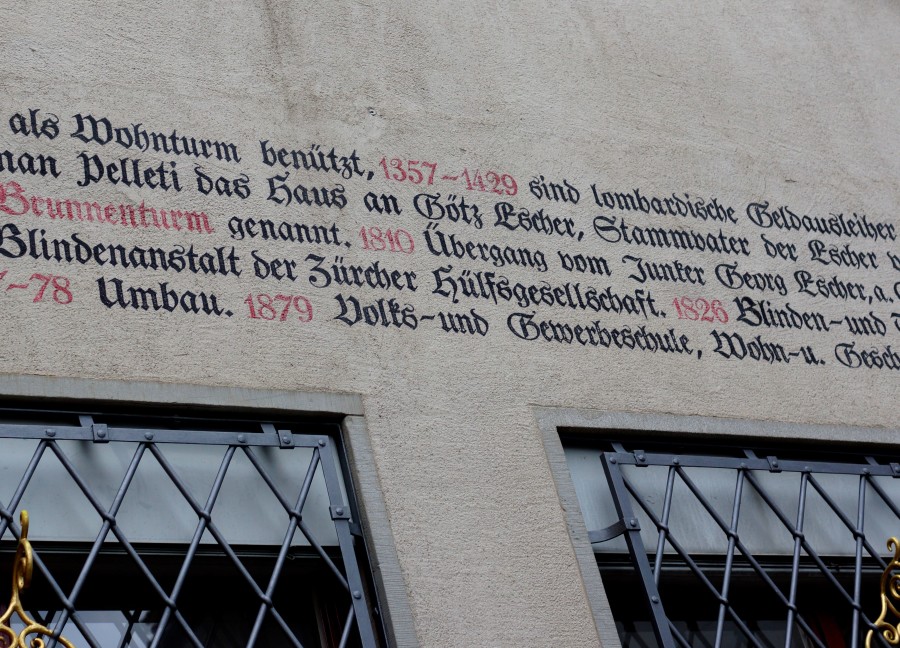 als Wohnturm benützt, 1357-1429 sind lombardische Geldausleiher
man Pelleti das Haus an Götz Escher, Stammvater der Escher v
Brunnenturm genannt. 1810 Übergang vom Junker Georg Escher, a.
Blindenanstalt der Zürcher Hülfsgesellschaft. 1826 Blinden-und
-78 Umbau. 1879 Volks-und Gewerbeschule, Wohn-u. Gesch